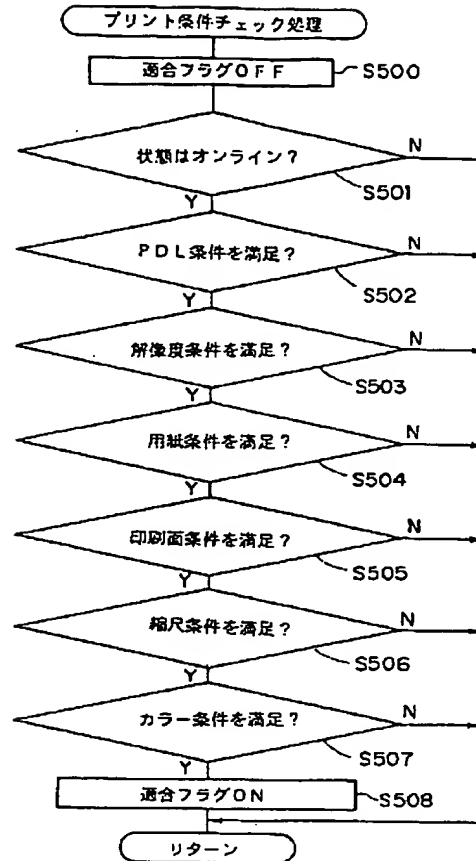 プリント条件チェック処理
適合フラグOFF
S500
状態はオンライン?
N
Y
S501
PDL条件を満足?
N
Y
S502
解像度条件を満足?
N
Y
S503
用紙条件を満足?
N
Y
S504
印刷面条件を満足?
N
Y
S505
縮尺条件を満足?
N
Y
S506
カラー条件を満足?
N
Y
S507
適合フラグON
S508
リターン